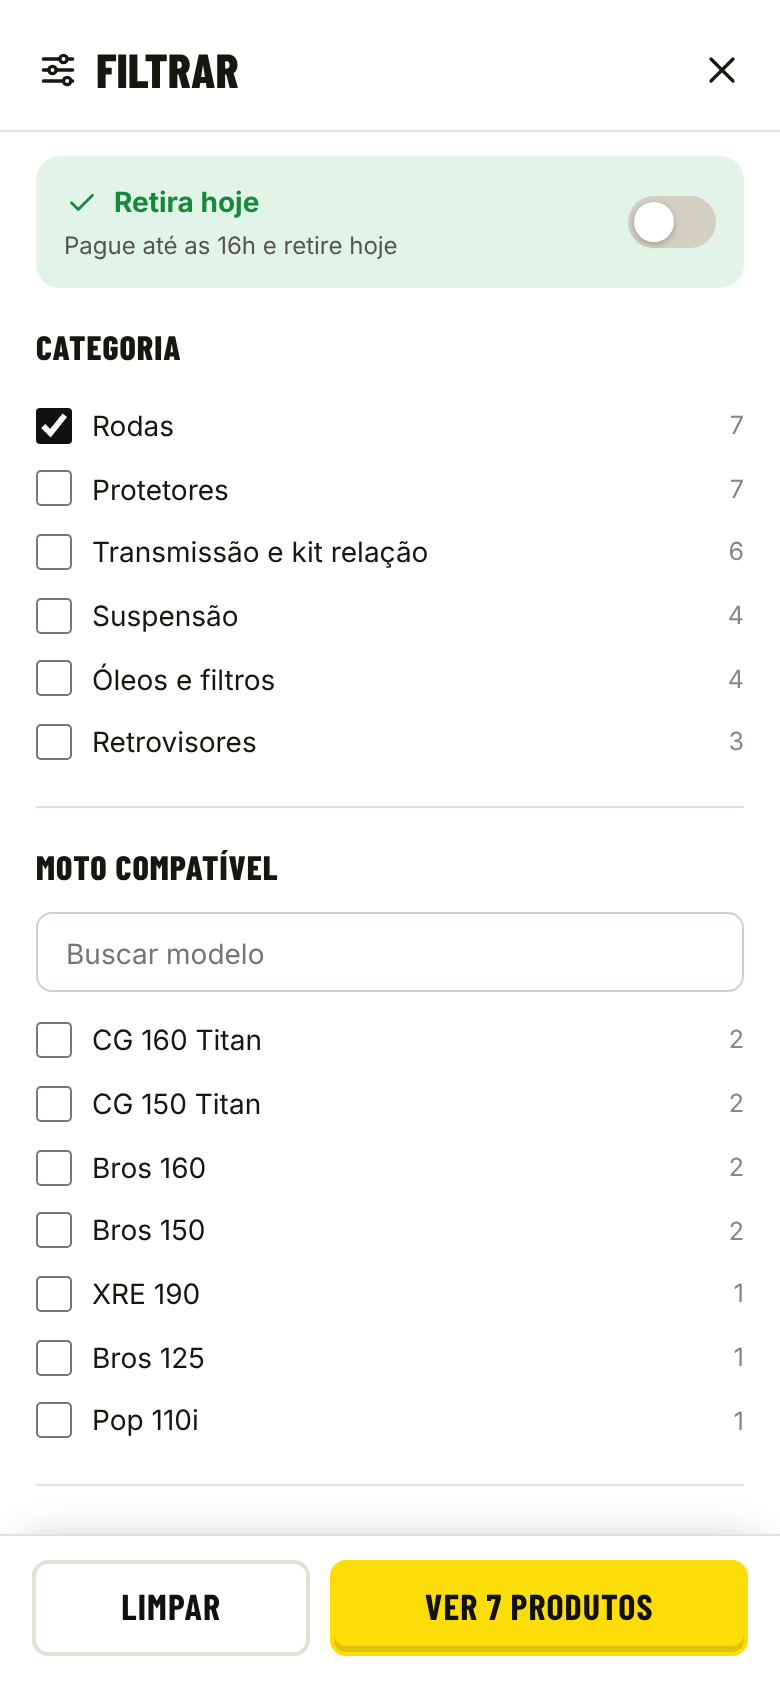 FILTRAR
Retira hoje
Pague até as 16h e retire hoje
CATEGORIA
Rodas 7
Protetores 7
Transmissão e kit relação 6
Suspensão 4
Óleos e filtros 4
Retrovisores 3
MOTO COMPATÍVEL
Buscar modelo
CG 160 Titan 2
CG 150 Titan 2
Bros 160 2
Bros 150 2
XRE 190 1
Bros 125 1
Pop 110i 1
LIMPAR
VER 7 PRODUTOS